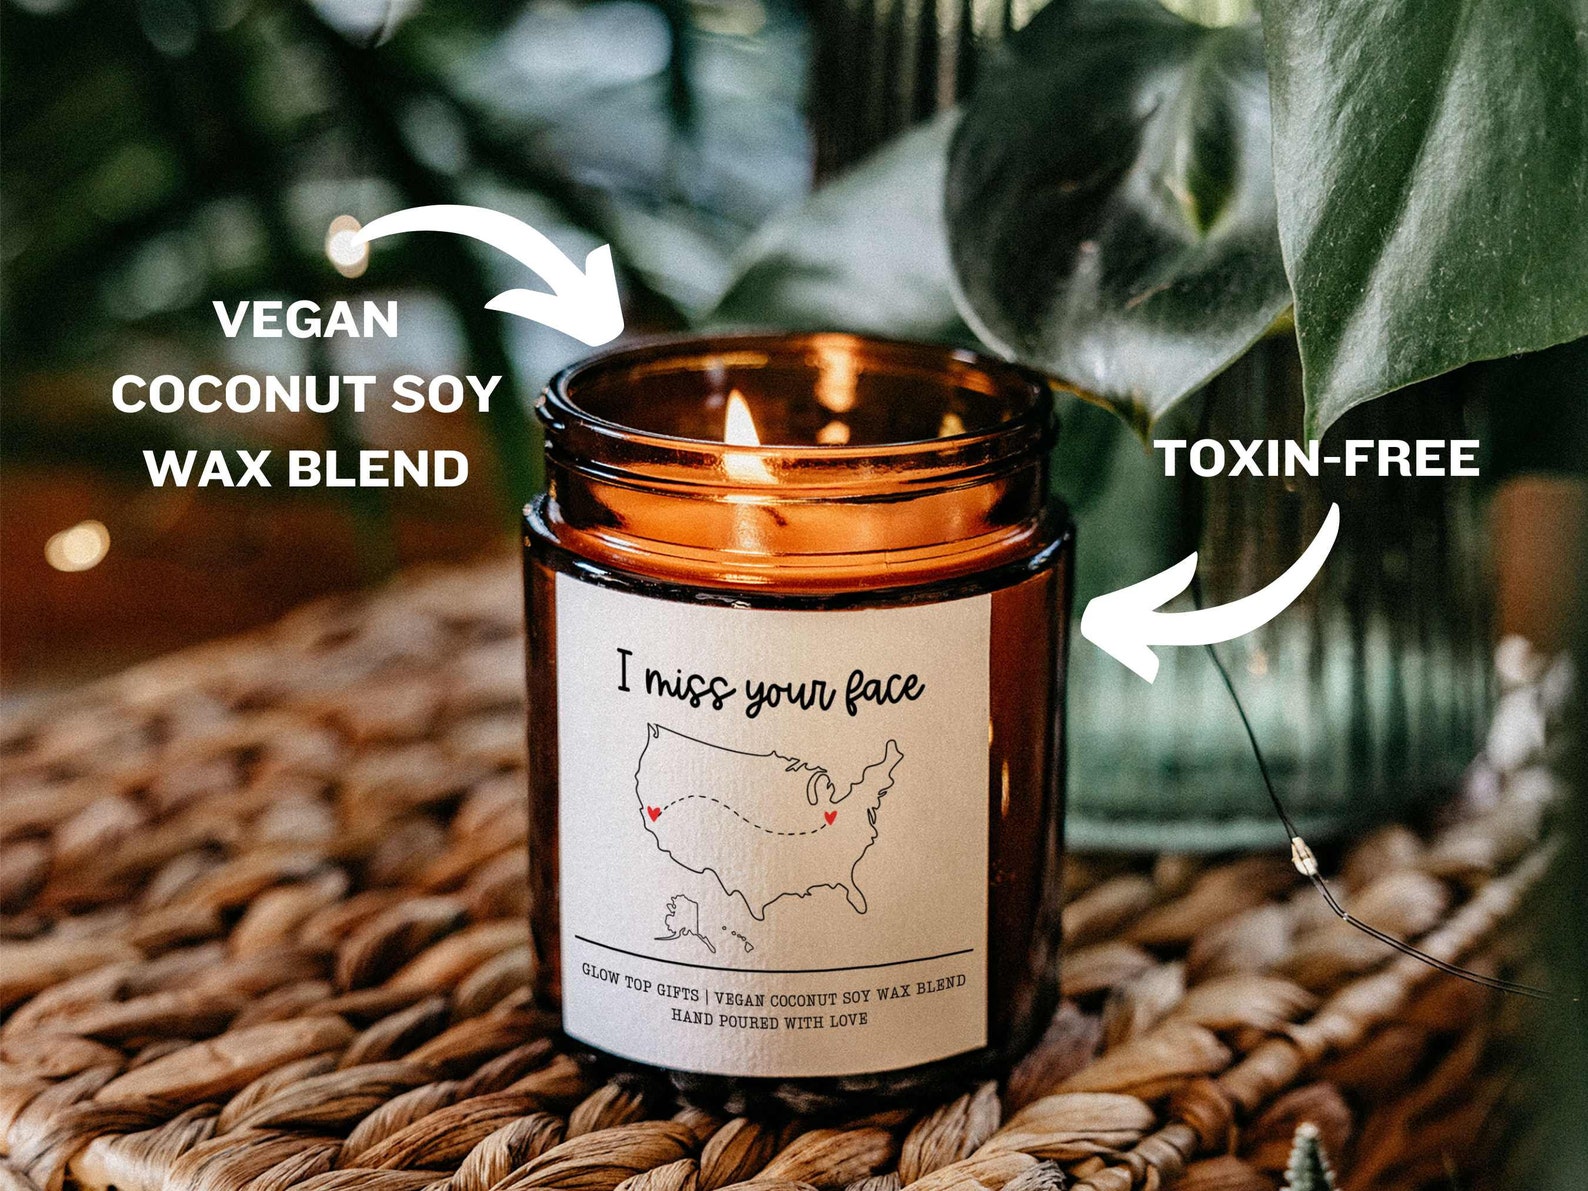 VEGAN
COCONUT SOY
WAX BLEND
TOXIN-FREE
I miss your face
GLOW TOP GIFTS | VEGAN COCONUT SOY WAX BLEND
HAND POURED WITH LOVE